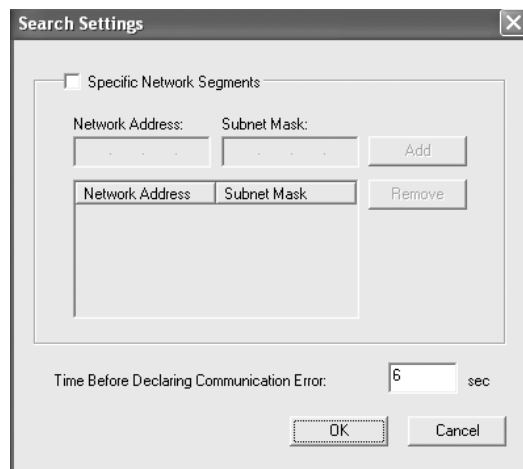 Search Settings
Specific Network Segments
Network Address: Subnet Mask:
Add
Network Address Subnet Mask
Remove
Time Before Declaring Communication Error: 6 sec
OK Cancel